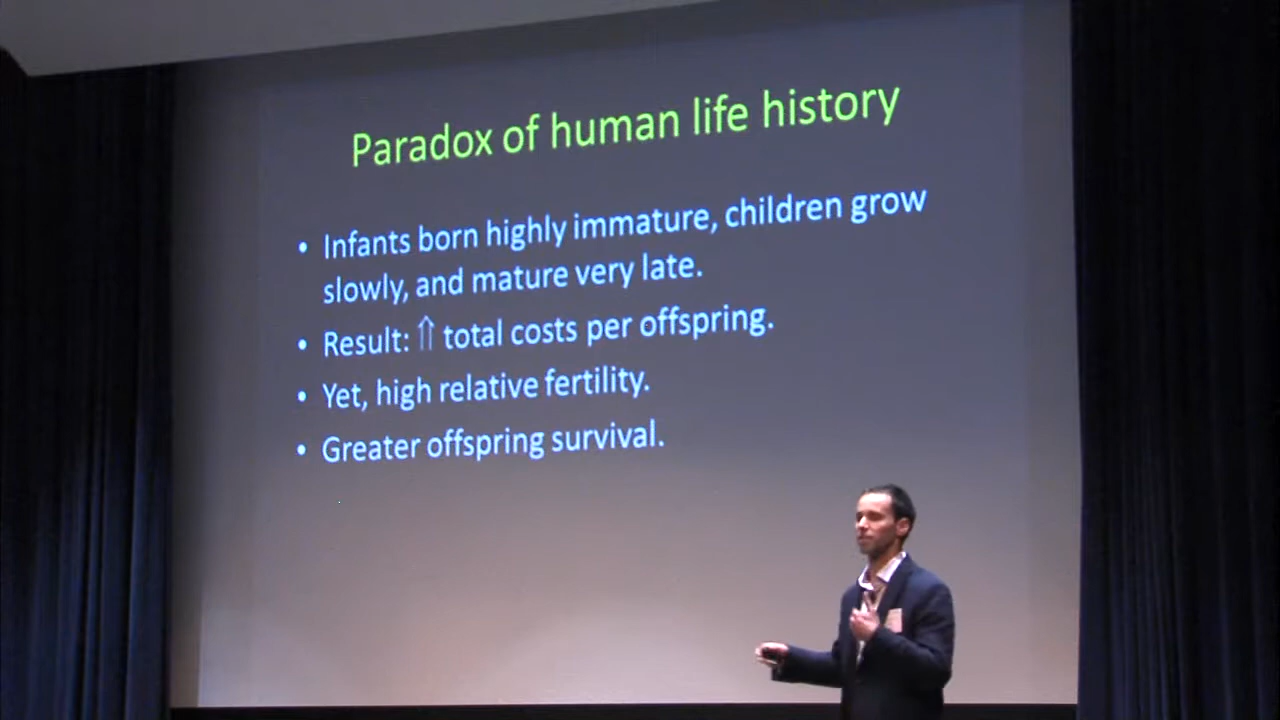 Paradox of human life history
• Infants born highly immature, children grow
slowly, and mature very late.
• Result: ⇑ total costs per offspring.
• Yet, high relative fertility.
• Greater offspring survival.